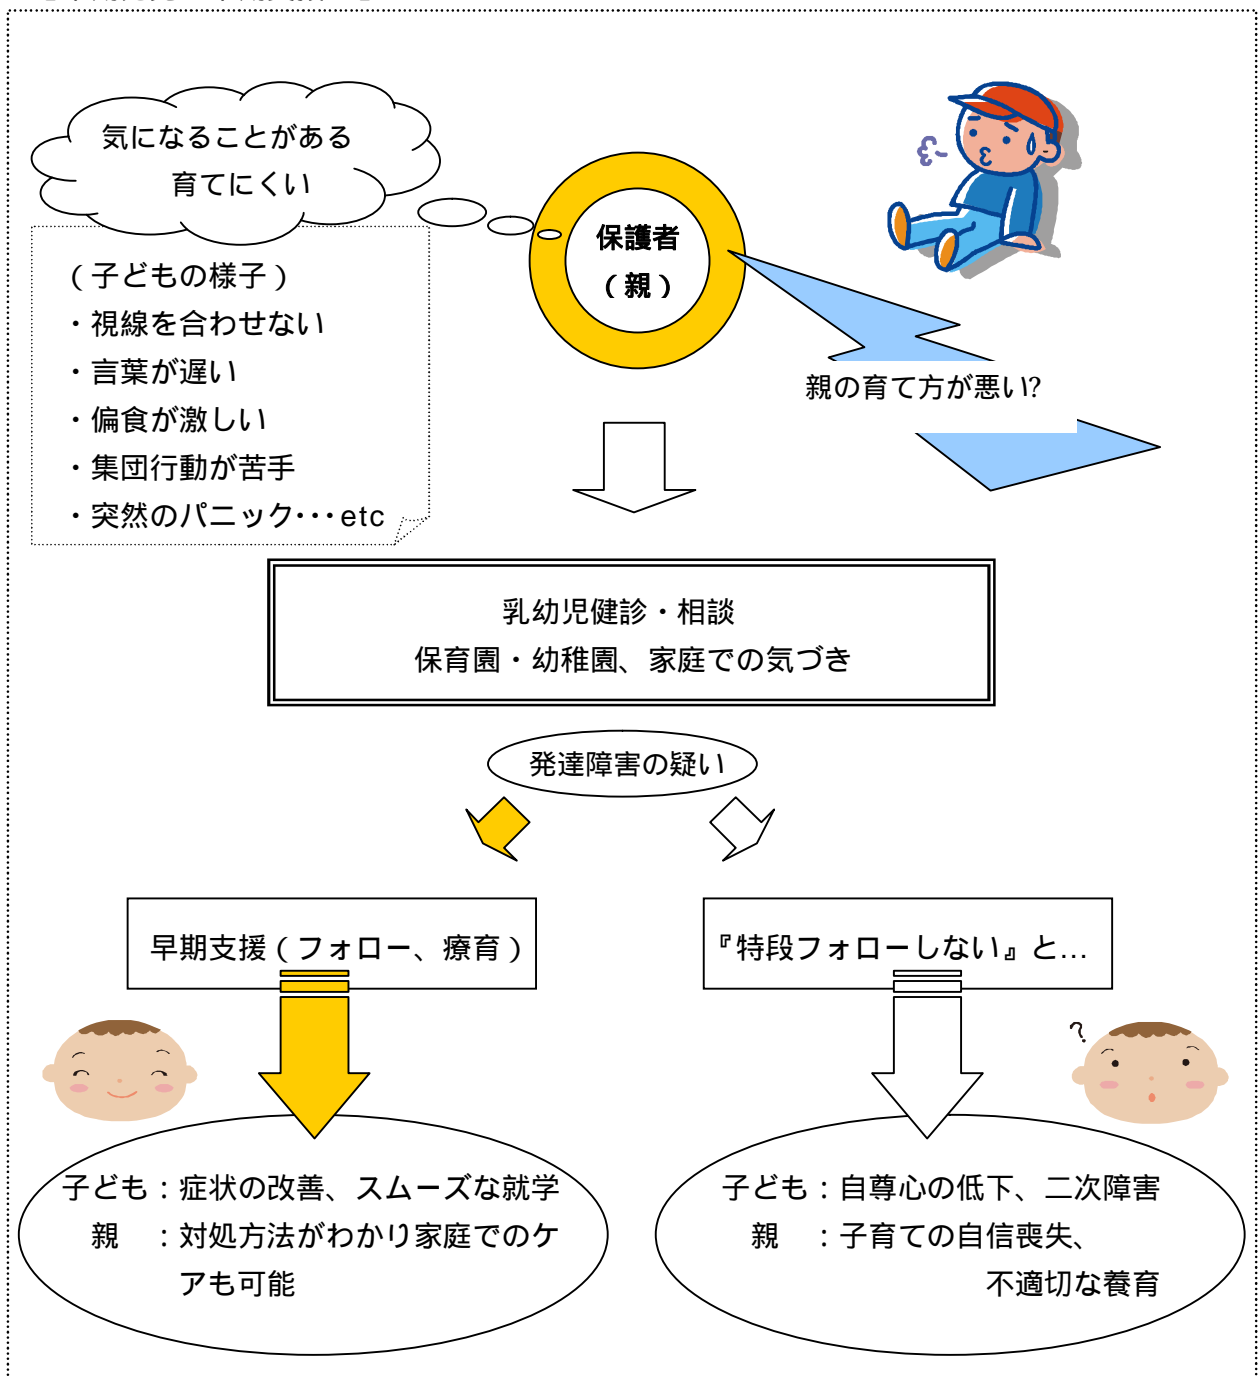 気になることがある
育てにくい
保護者
(親)
(子どもの様子)
・視線を合わせない
・言葉が遅い
・偏食が激しい
・集団行動が苦手
・突然のパニック・・・etc
親の育て方が悪い?
乳幼児健診・相談
保育園・幼稚園、家庭での気づき
発達障害の疑い
早期支援(フォロー、療育)
『特段フォローしない』と…
?
子ども:症状の改善、スムーズな就学
親 :対処方法がわかり家庭でのケ
アも可能
子ども:自尊心の低下、二次障害
親 :子育ての自信喪失、
不適切な養育